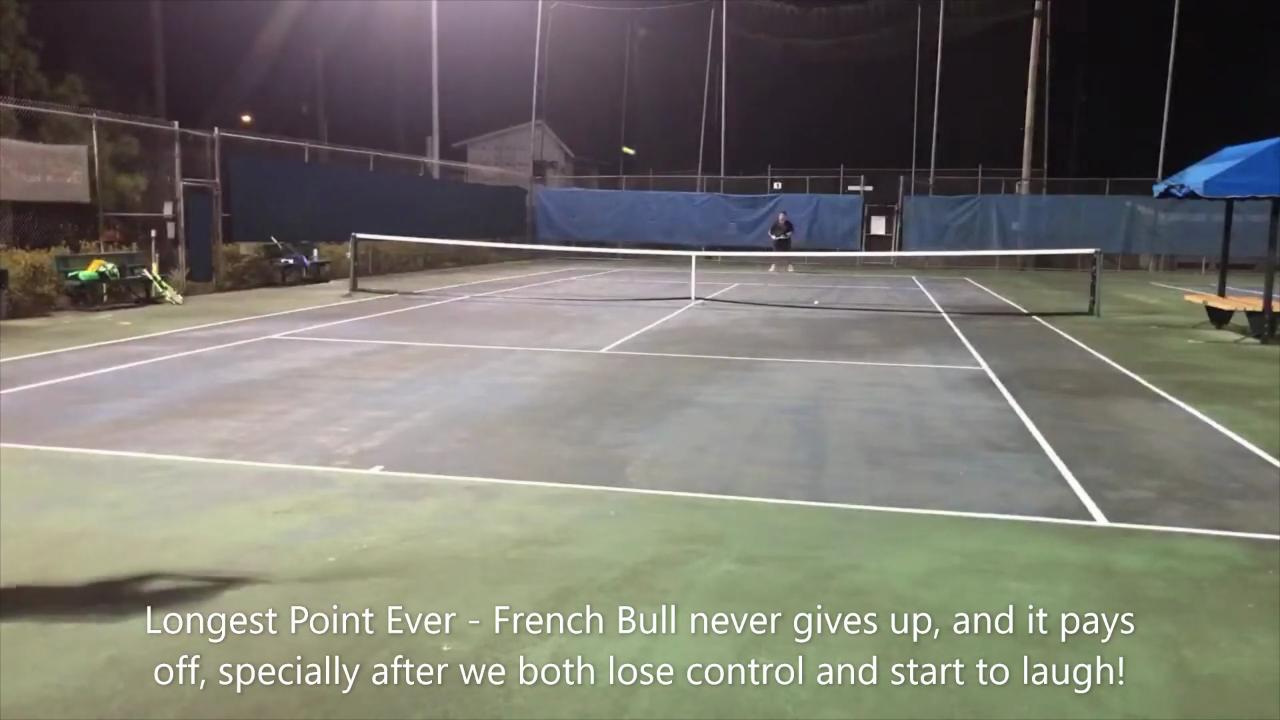 Longest Point Ever - French Bull never gives up, and it pays
off, specially after we both lose control and start to laugh!